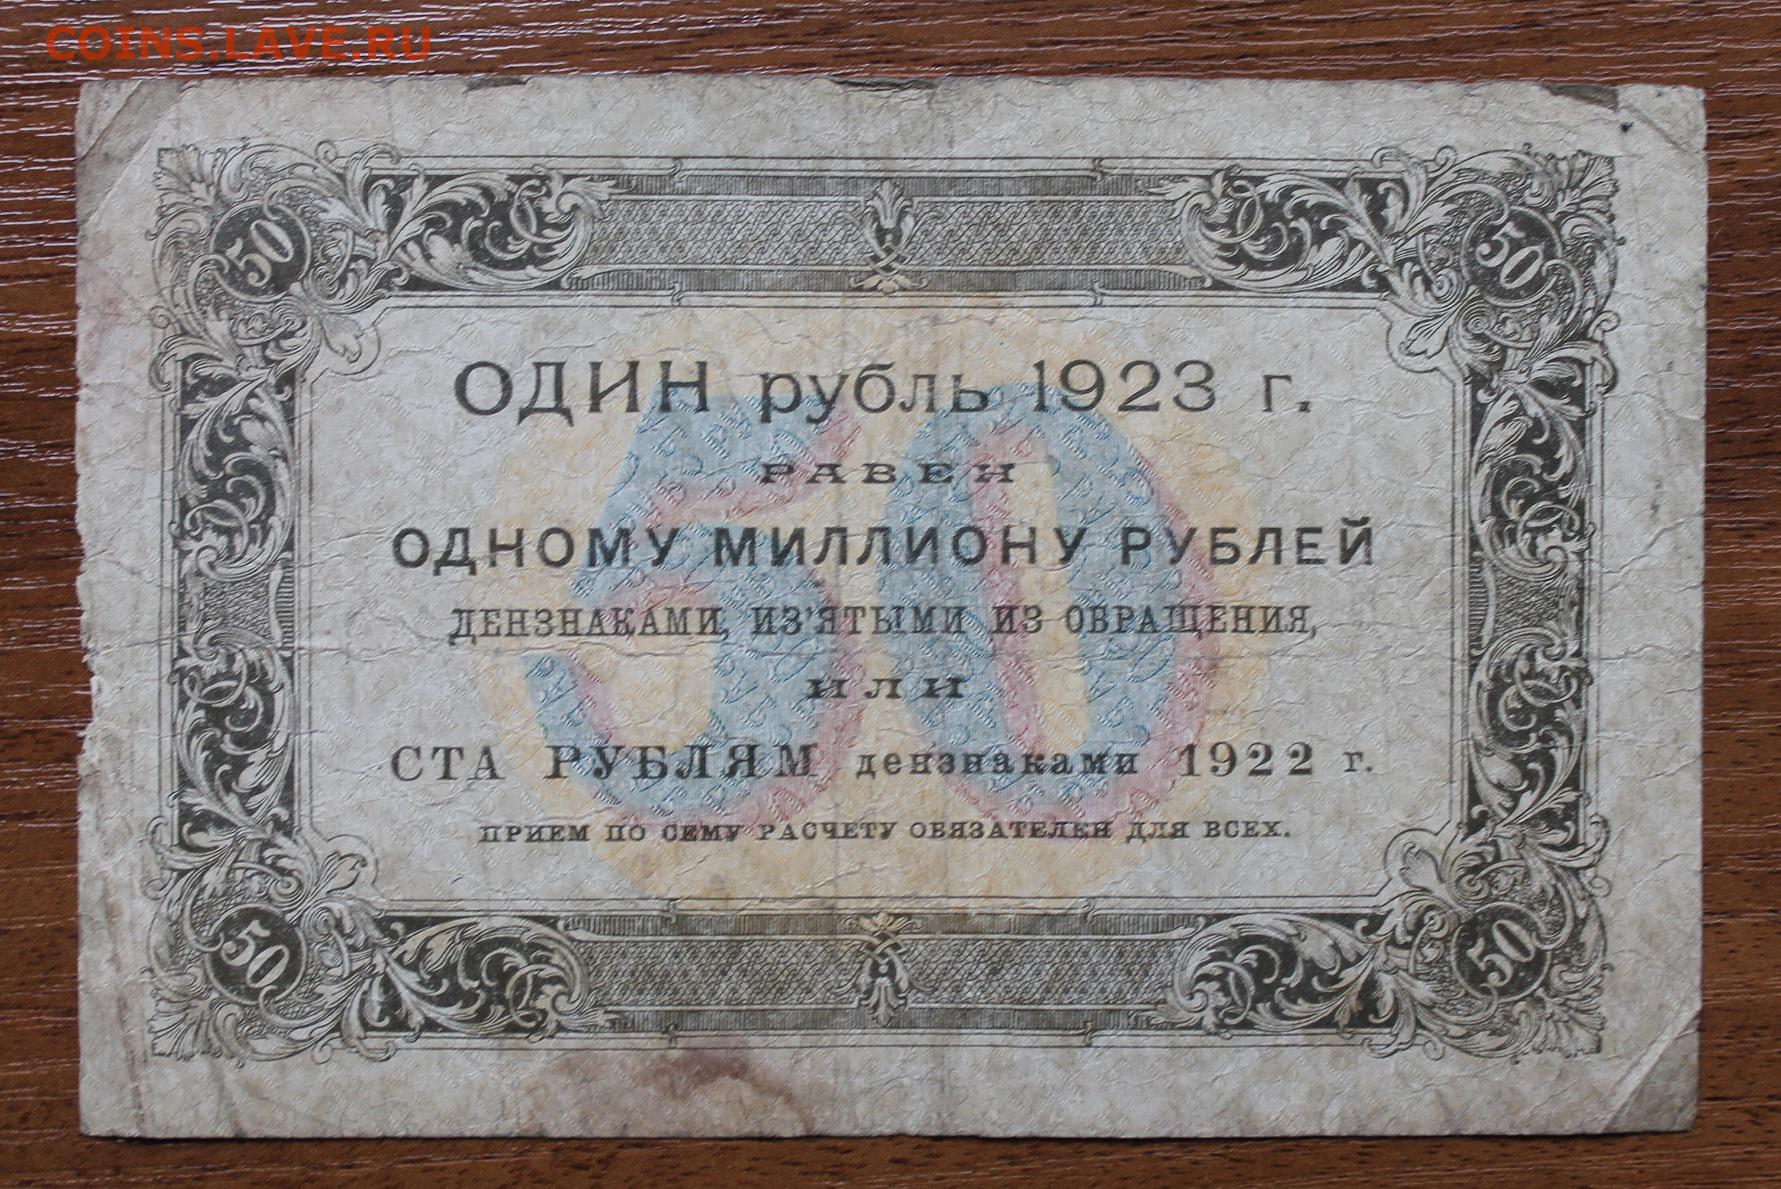 COINS.LAVE.RU
50 50
ОДИН рубль 1923 г.
РАВЕН
ОДНОМУ МИЛЛИОНУ РУБЛЕЙ
ДЕНЗНАКАМИ, ИЗ'ЯТЫМИ ИЗ ОБРАЩЕНИЯ,
ИЛИ
СТА РУБЛЯМ дензнаками 1922 г.
ПРИЕМ ПО СЕМУ РАСЧЕТУ ОБЯЗАТЕЛЕН ДЛЯ ВСЕХ.
50
50 50